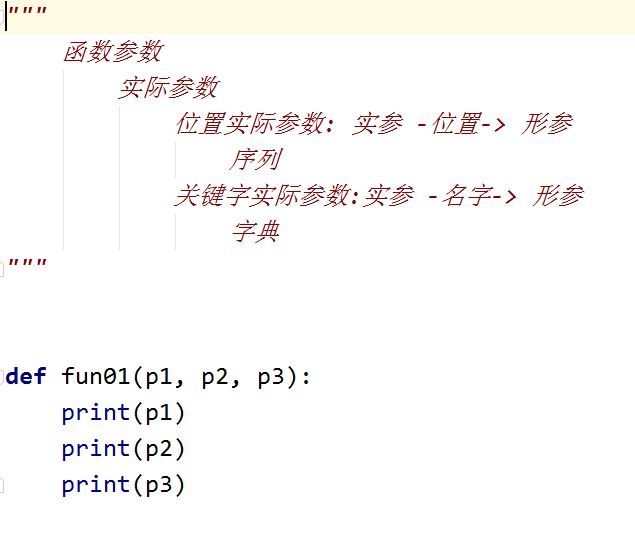 """
函数参数
实际参数
位置实际参数: 实参 -位置-> 形参
序列
关键字实际参数:实参 -名字-> 形参
字典
"""
def fun01(p1, p2, p3):
print(p1)
print(p2)
print(p3)